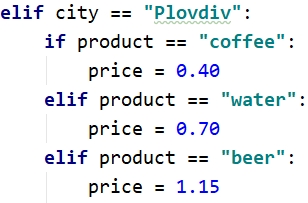 elif city == "Plovdiv":
    if product == "coffee":
        price = 0.40
    elif product == "water":
        price = 0.70
    elif product == "beer":
        price = 1.15